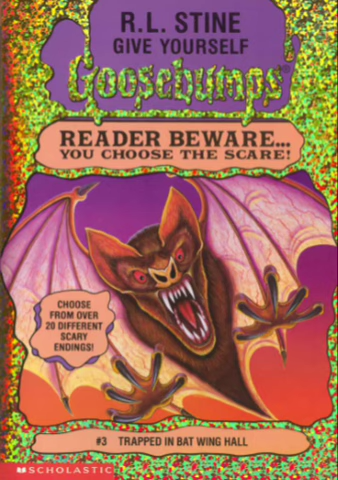 R.L. STINE
GIVE YOURSELF
Goosebumps®
READER BEWARE...
YOU CHOOSE THE SCARE!
CHOOSE
FROM OVER
20 DIFFERENT
SCARY
ENDINGS!
#3 TRAPPED IN BAT WING HALL
SCHOLASTIC